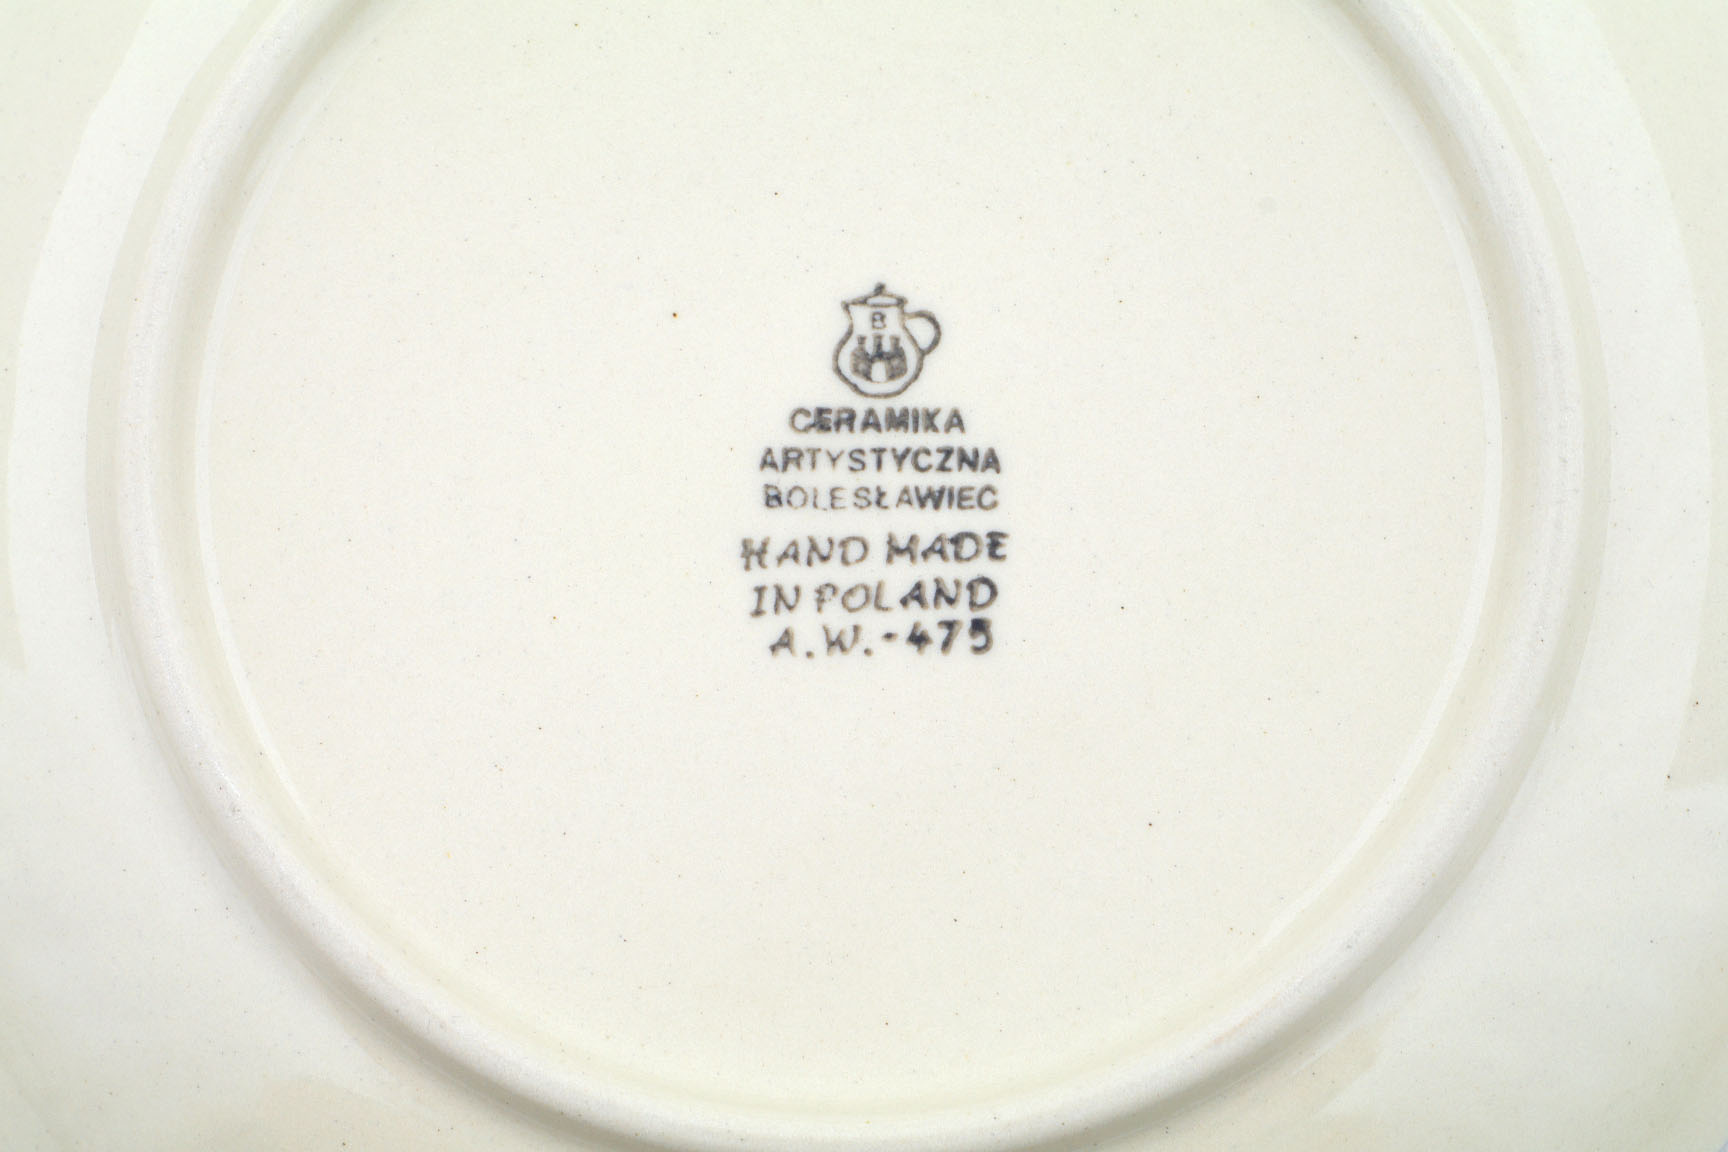 B
CERAMIKA
ARTYSTYCZNA
BOLESŁAWIEC
HAND MADE
IN POLAND
A.W.-475